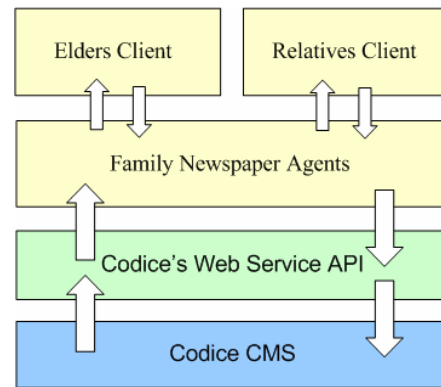 Elders Client
Relatives Client
Family Newspaper Agents
Codice's Web Service API
Codice CMS